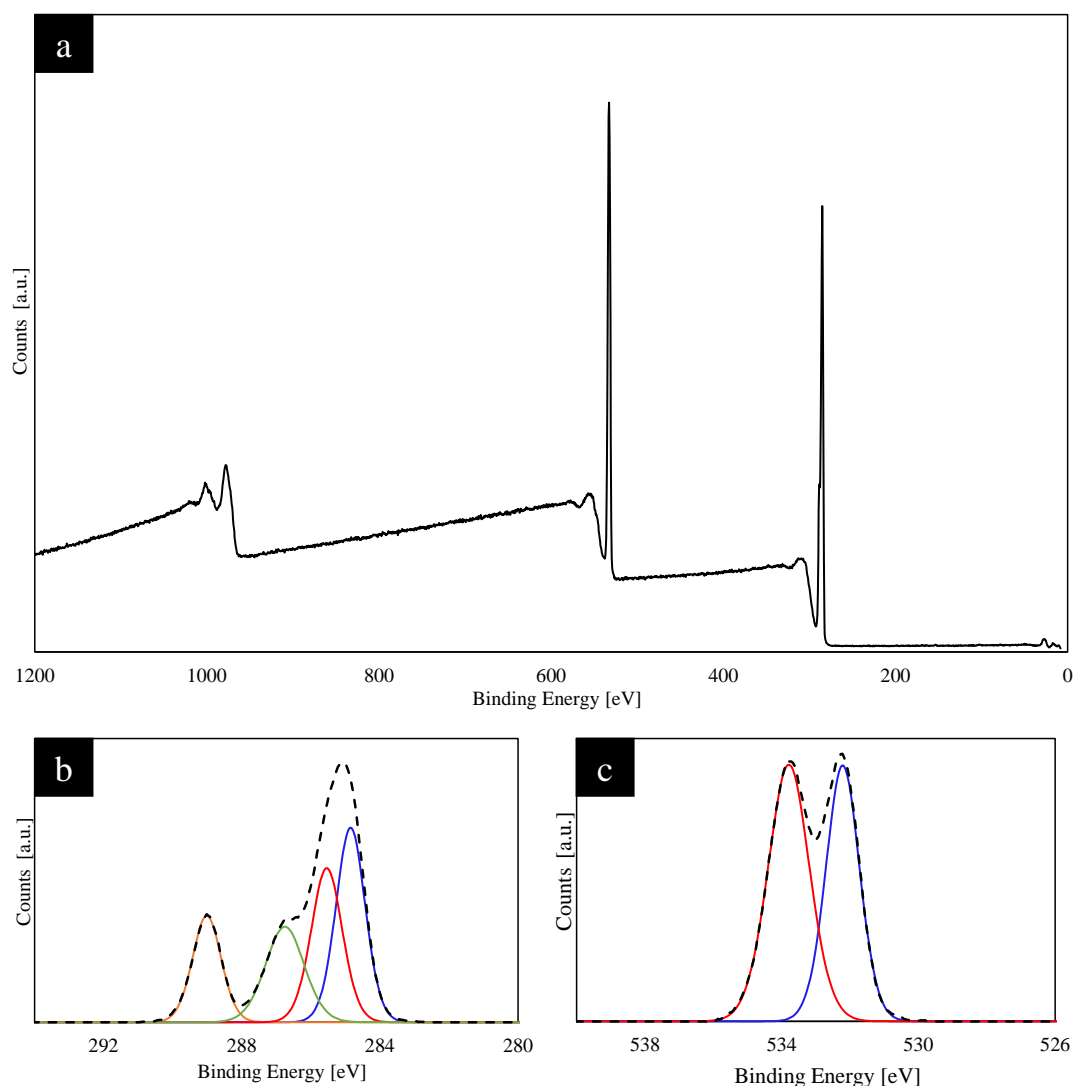 a
Counts [a.u.]
1200 1000 800 600 400 200 0
Binding Energy [eV]
b
Counts [a.u.]
292 288 284 280
Binding Energy [eV]
c
Counts [a.u.]
538 534 530 526
Binding Energy [eV]